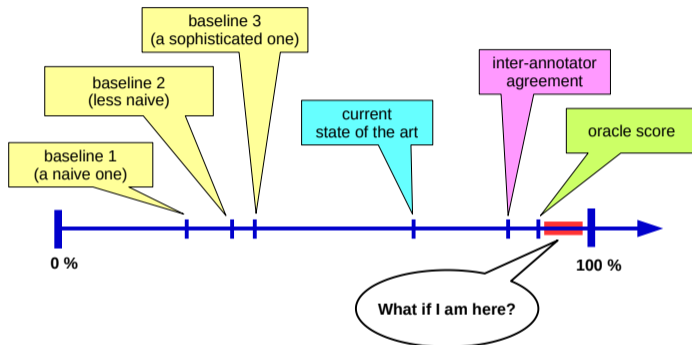 baseline 3
(a sophisticated one)
baseline 2
(less naive)
baseline 1
(a naive one)
current
state of the art
inter-annotator
agreement
oracle score
0 %
100 %
What if I am here?